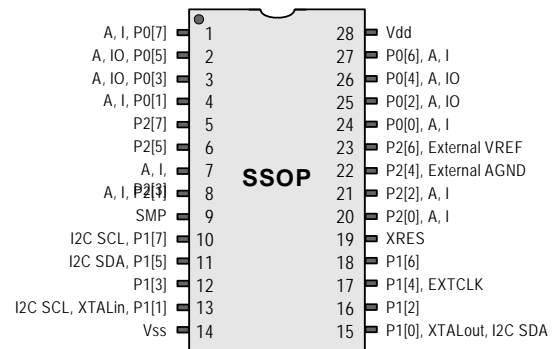 A, I, P0[7] 1
A, IO, P0[5] 2
A, IO, P0[3] 3
A, I, P0[1] 4
P2[7] 5
P2[5] 6
A, I, P2[3] 7
A, I, P2[1] 8
SMP 9
I2C SCL, P1[7] 10
I2C SDA, P1[5] 11
P1[3] 12
I2C SCL, XTALin, P1[1] 13
Vss 14
SSOP
28 Vdd
27 P0[6], A, I
26 P0[4], A, IO
25 P0[2], A, IO
24 P0[0], A, I
23 P2[6], External VREF
22 P2[4], External AGND
21 P2[2], A, I
20 P2[0], A, I
19 XRES
18 P1[6]
17 P1[4], EXTCLK
16 P1[2]
15 P1[0], XTALout, I2C SDA